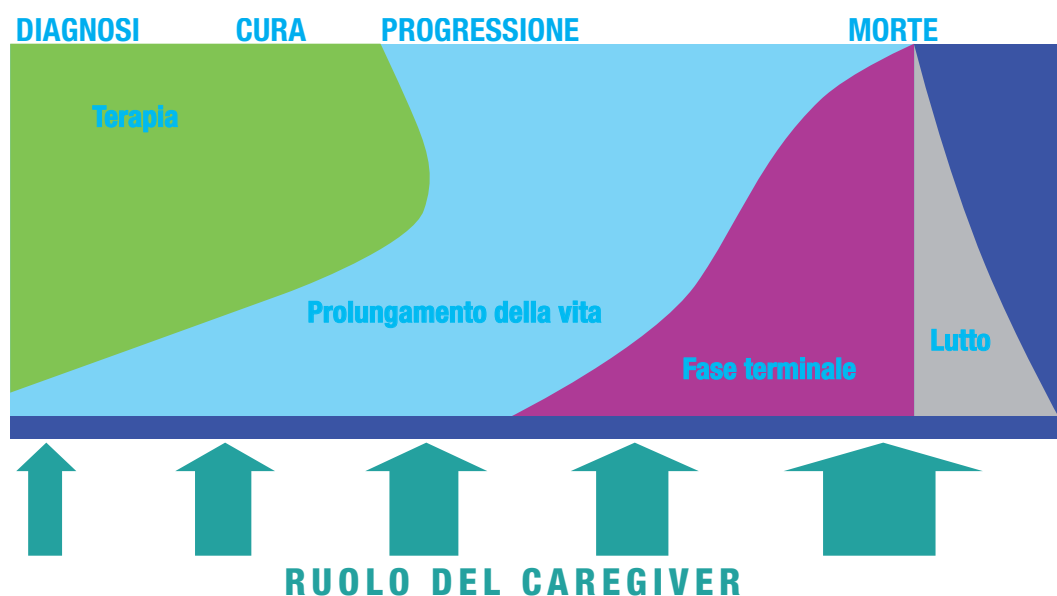 DIAGNOSI CURA PROGRESSIONE MORTE
Terapia
Prolungamento della vita
Lutto
Fase terminale
RUOLO DEL CAREGIVER